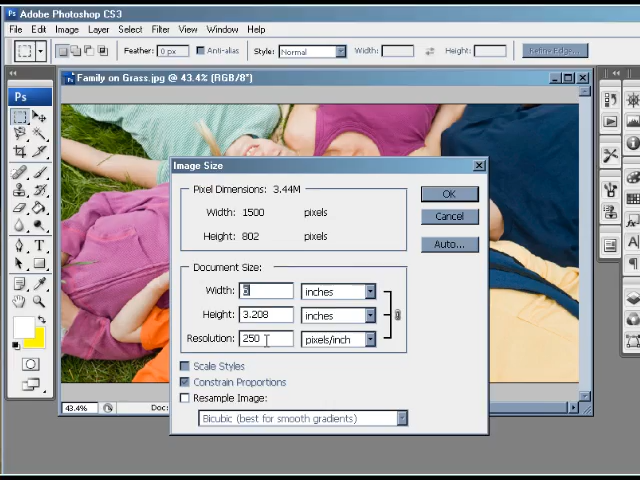 Ps Adobe Photoshop CS3
File Edit Image Layer Select Filter View Window Help
Feather: 0 px Anti-alias Style: Normal Width: Height: Refine Edge...
Family on Grass.jpg @ 43.4% (RGB/8*)
Ps
Image Size
Pixel Dimensions: 3.44M
Width: 1500 pixels
Height: 802 pixels
OK
Cancel
Auto...
Document Size:
Width: 6 inches
Height: 3.208 inches
Resolution: 250 pixels/inch
Scale Styles
Constrain Proportions
Resample Image:
Bicubic (best for smooth gradients)
43.4% Doc: